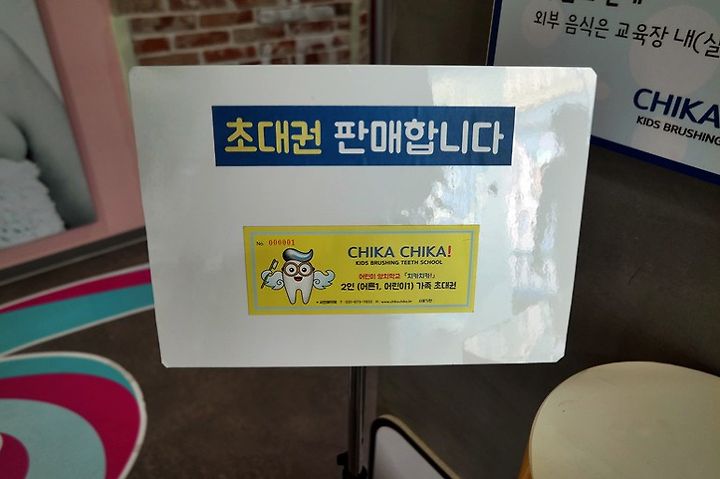 초대권 판매합니다
No. 000001
CHIKA CHIKA!
KIDS BRUSHING TEETH SCHOOL
어린이 양치학교 「치카치카!」
2인 (어른1, 어린이1) 가족 초대권
외부 음식은 교육장 내(실
CHIKA
KIDS BRUSHING